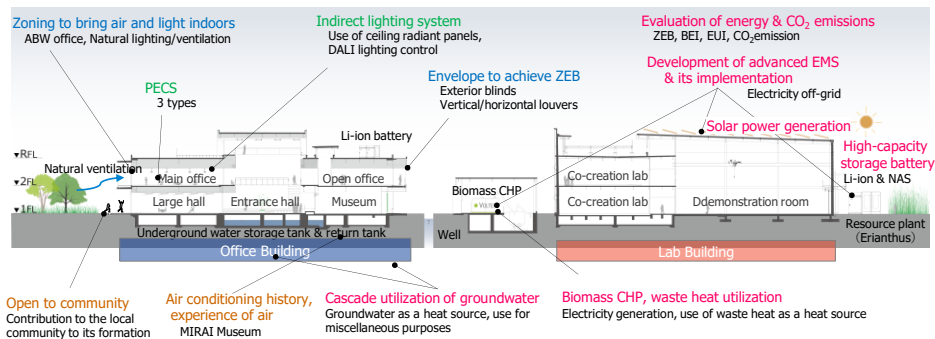 Zoning to bring air and light indoors
ABW office, Natural lighting/ventilation
Indirect lighting system
Use of ceiling radiant panels,
DALI lighting control
Evaluation of energy & CO₂ emissions
ZEB, BEI, EUI, CO₂emission
Development of advanced EMS
& its implementation
Electricity off-grid
PECS
3 types
Envelope to achieve ZEB
Exterior blinds
Vertical/horizontal louvers
Solar power generation
High-capacity
storage battery
Li-ion & NAS
Li-ion battery
▼RFL
Natural ventilation
▼2FL
Main office
Open office
Biomass CHP
Co-creation lab
Large hall
Entrance hall
Museum
Co-creation lab
Ddemonstration room
▼1FL
Underground water storage tank & return tank
Well
Resource plant
(Erianthus)
Office Building
Lab Building
Open to community
Contribution to the local
community to its formation
Air conditioning history,
experience of air
MIRAI Museum
Cascade utilization of groundwater
Groundwater as a heat source, use for
miscellaneous purposes
Biomass CHP, waste heat utilization
Electricity generation, use of waste heat as a heat source